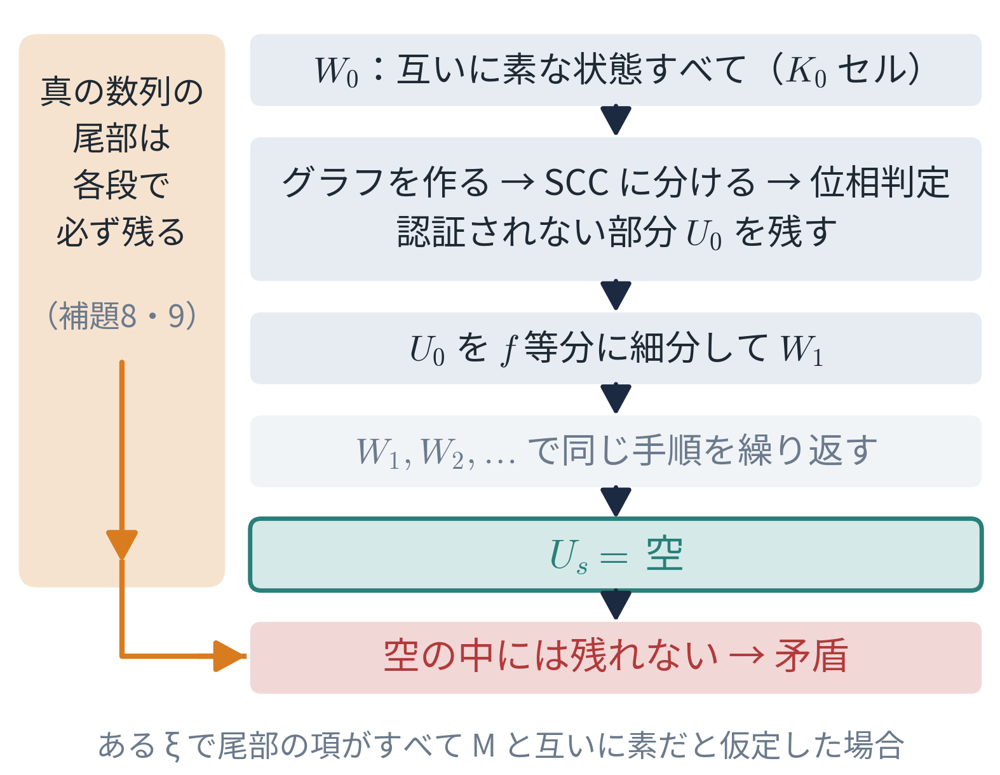 真の数列の
尾部は
各段で
必ず残る
（補題8・9）
W₀：互いに素な状態すべて（K₀ セル）
グラフを作る → SCC に分ける → 位相判定
認証されない部分 U₀ を残す
U₀ を f 等分に細分して W₁
W₁, W₂, … で同じ手順を繰り返す
Uₛ = 空
空の中には残れない → 矛盾
ある ξ で尾部の項がすべて M と互いに素だと仮定した場合